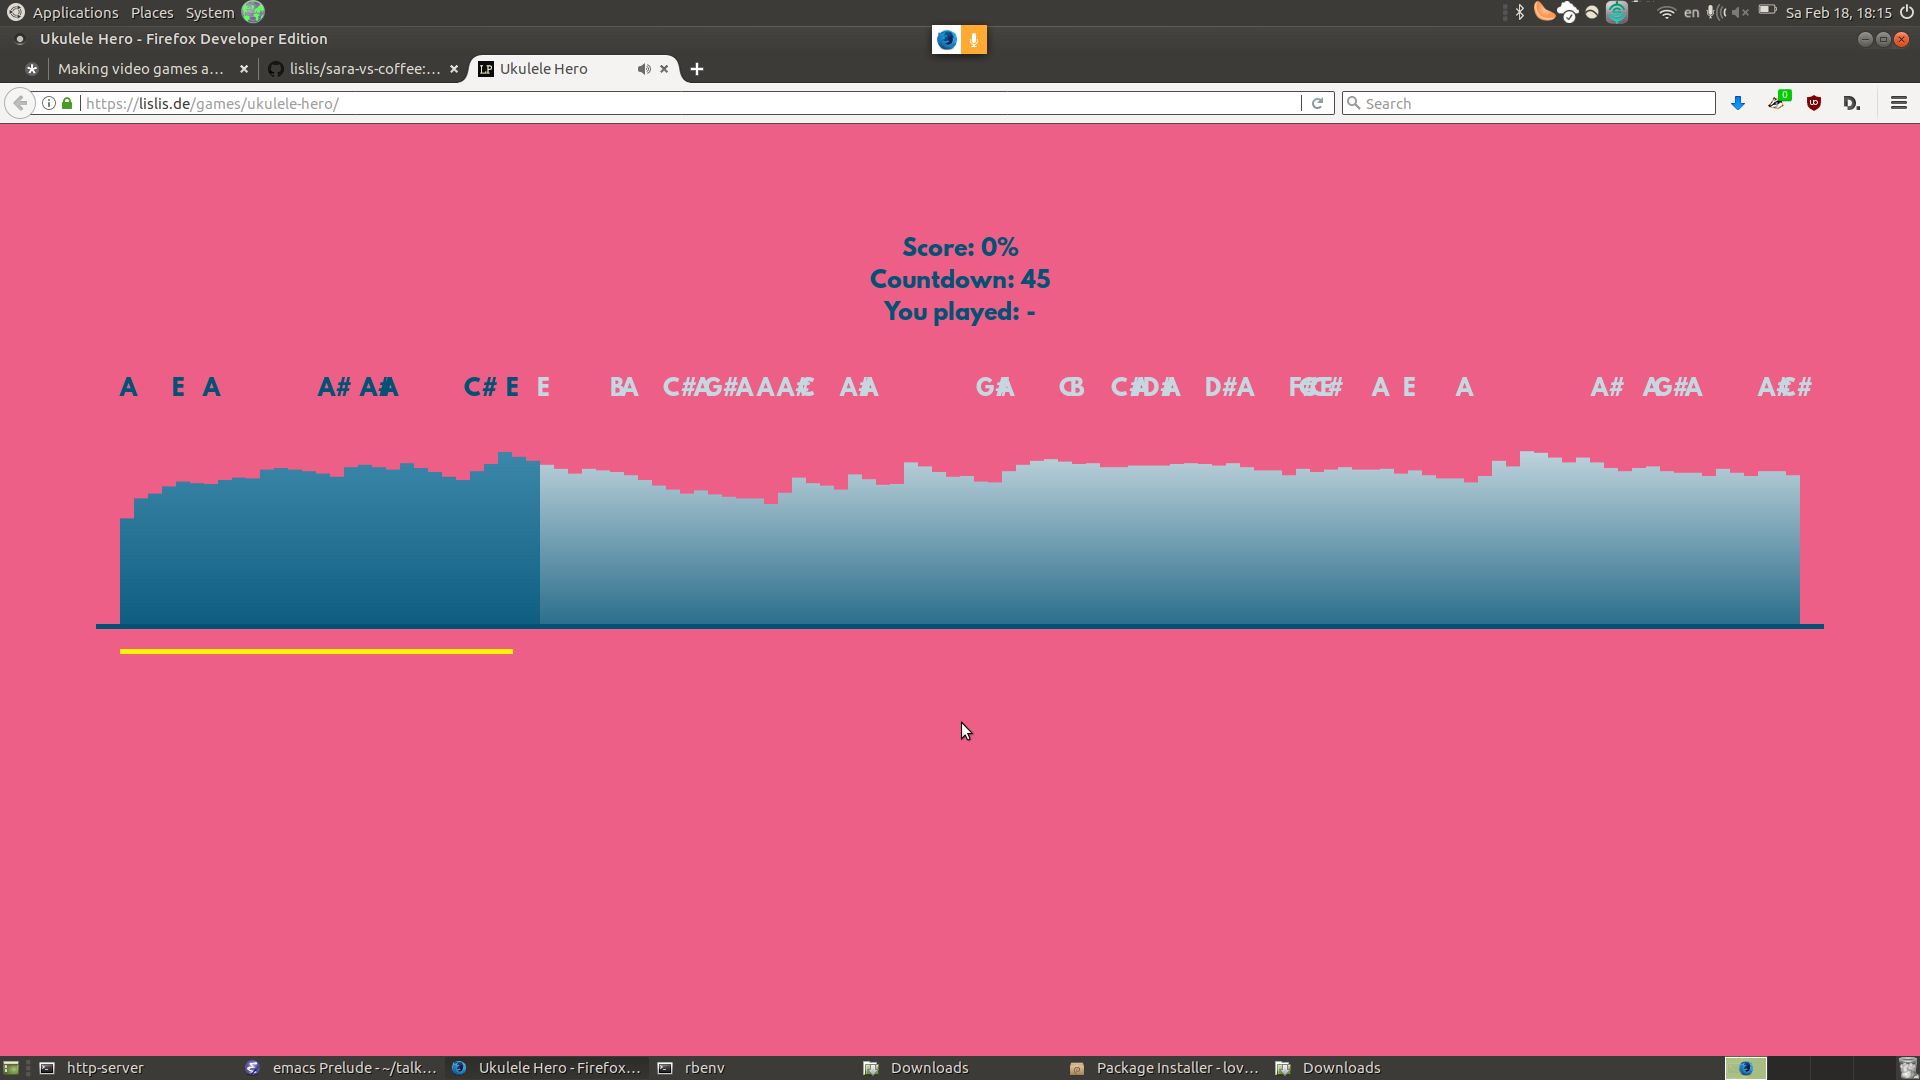 Applications Places System
en Sa Feb 18, 18:15
Ukulele Hero - Firefox Developer Edition
Making video games a... lislis/sara-vs-coffee:... LP Ukulele Hero
https://lislis.de/games/ukulele-hero/ Search 0 D.
Score: 0%
Countdown: 45
You played: -
A E A A# A A# A C# E E B A C# A G# A A A# C A A# A G# A C B C# A# D# A D# A F# E C# A E A A# A G# A A# C#
http-server emacs Prelude - ~/talk... Ukulele Hero - Firefox... rbenv Downloads Package Installer - lov... Downloads